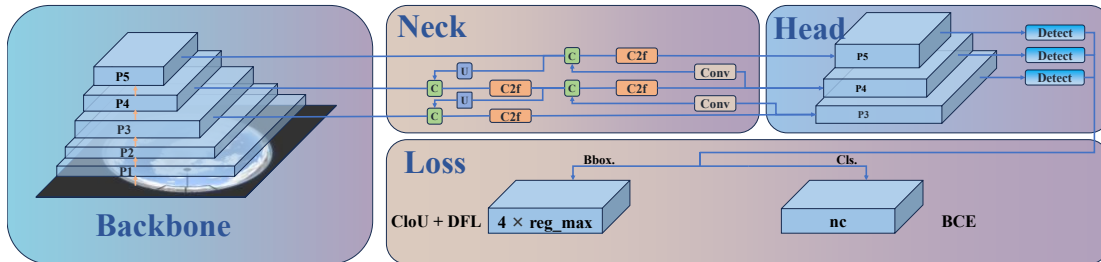 Backbone
P5
P4
P3
P2
P1
Neck
C
C2f
U
Conv
C
C2f
C
C2f
U
Conv
C
C2f
Head
P5
P4
P3
Detect
Detect
Detect
Loss
Bbox.
Cls.
CloU + DFL
4 × reg_max
nc
BCE